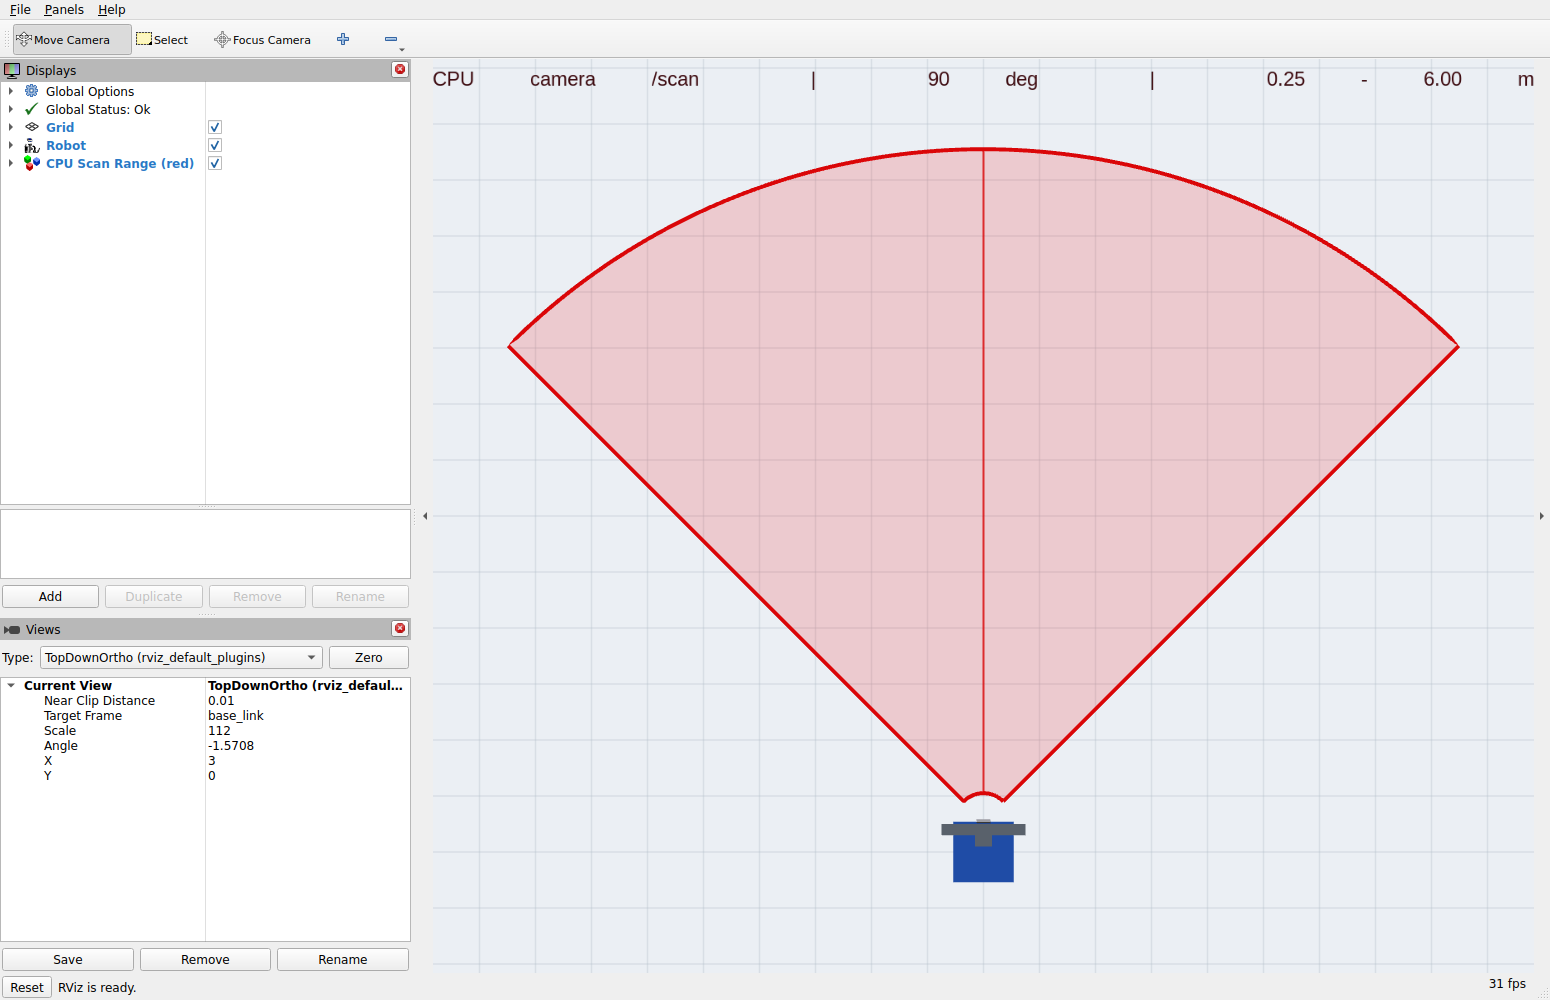 File Panels Help
Move Camera Select Focus Camera
Displays
Global Options
Global Status: Ok
Grid
Robot
CPU Scan Range (red)
Add Duplicate Remove Rename
Views
Type: TopDownOrtho (rviz_default_plugins) Zero
Current View TopDownOrtho (rviz_defaul...
Near Clip Distance 0.01
Target Frame base_link
Scale 112
Angle -1.5708
X 3
Y 0
Save Remove Rename
Reset RViz is ready.
CPU camera /scan | 90 deg | 0.25 - 6.00 m
31 fps